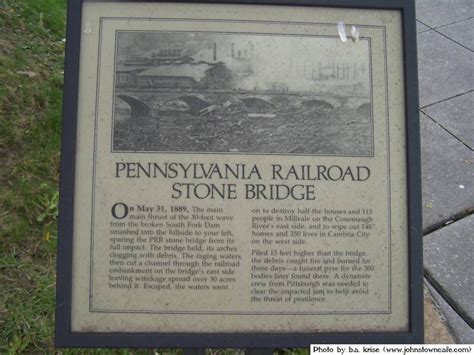 PENNSYLVANIA RAILROAD
STONE BRIDGE
On May 31, 1889, The main
main thrust of the 30-foot wave
from the broken South Fork Dam
smashed into the hillside to your left,
sparing the PRR stone bridge from its
full impact. The bridge held, its arches
clogging with debris. The raging waters
then cut a channel through the railroad
embankment on the bridge's east side
leaving wreckage spread over 30 acres
behind it. Escaped, the waters went
on to destroy half the houses and 115
people in Millvale on the Conemaugh
River's east side, and to wipe out 148
homes and 350 lives in Cambria City
on the west side.
Piled 15 feet higher than the bridge,
the debris caught fire and burned for
three days—a funeral pyre for the 300
bodies later found there. A dynamite
crew from Pittsburgh was needed to
clear the impacted jam to help avoid
the threat of pestilence.
Photo by b.a. krise (www.johnstowncafe.com)